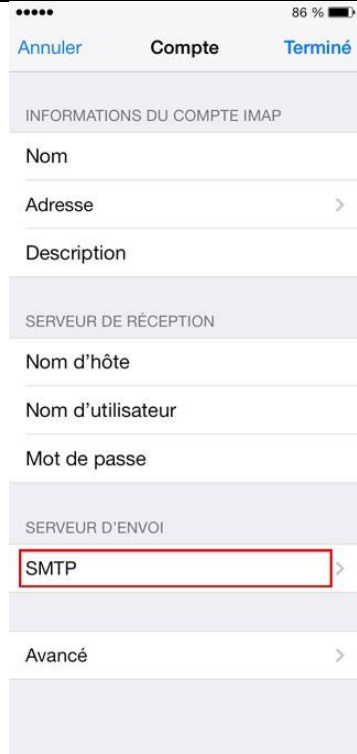 86 %
Annuler Compte Terminé
INFORMATIONS DU COMPTE IMAP
Nom
Adresse
Description
SERVEUR DE RÉCEPTION
Nom d’hôte
Nom d’utilisateur
Mot de passe
SERVEUR D’ENVOI
SMTP
Avancé